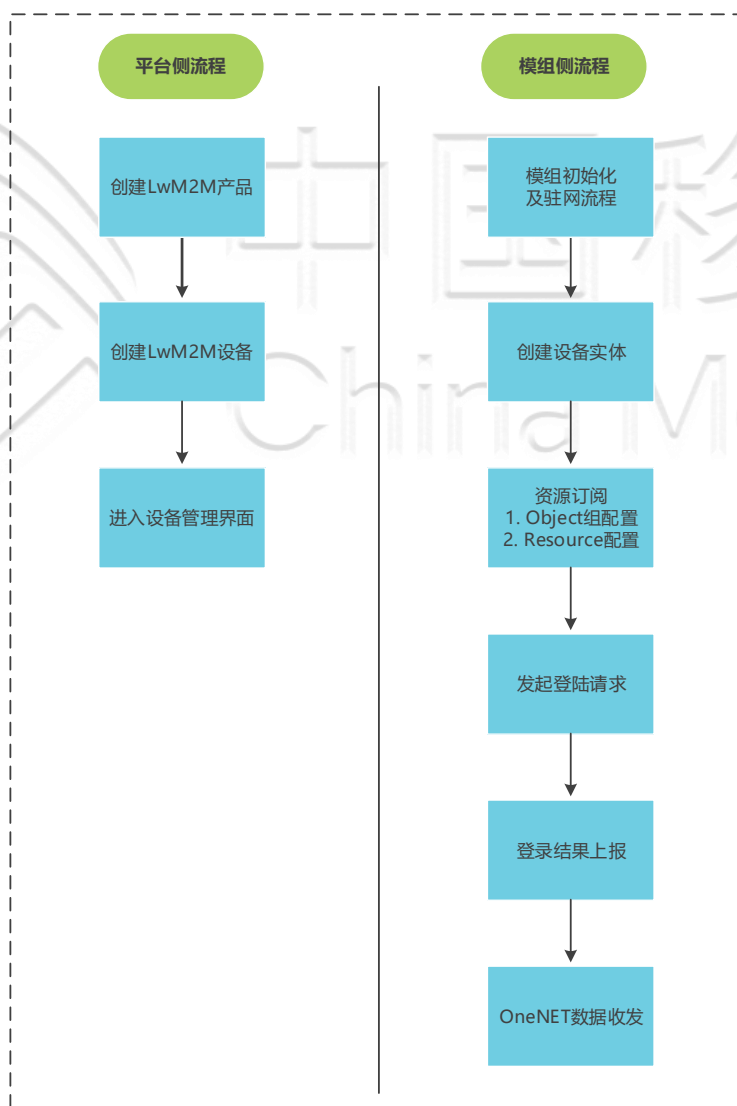 平台侧流程
创建LwM2M产品
创建LwM2M设备
进入设备管理界面
模组侧流程
模组初始化
及驻网流程
创建设备实体
资源订阅
1. Object组配置
2. Resource配置
发起登陆请求
登录结果上报
OneNET数据收发
中国移
China M